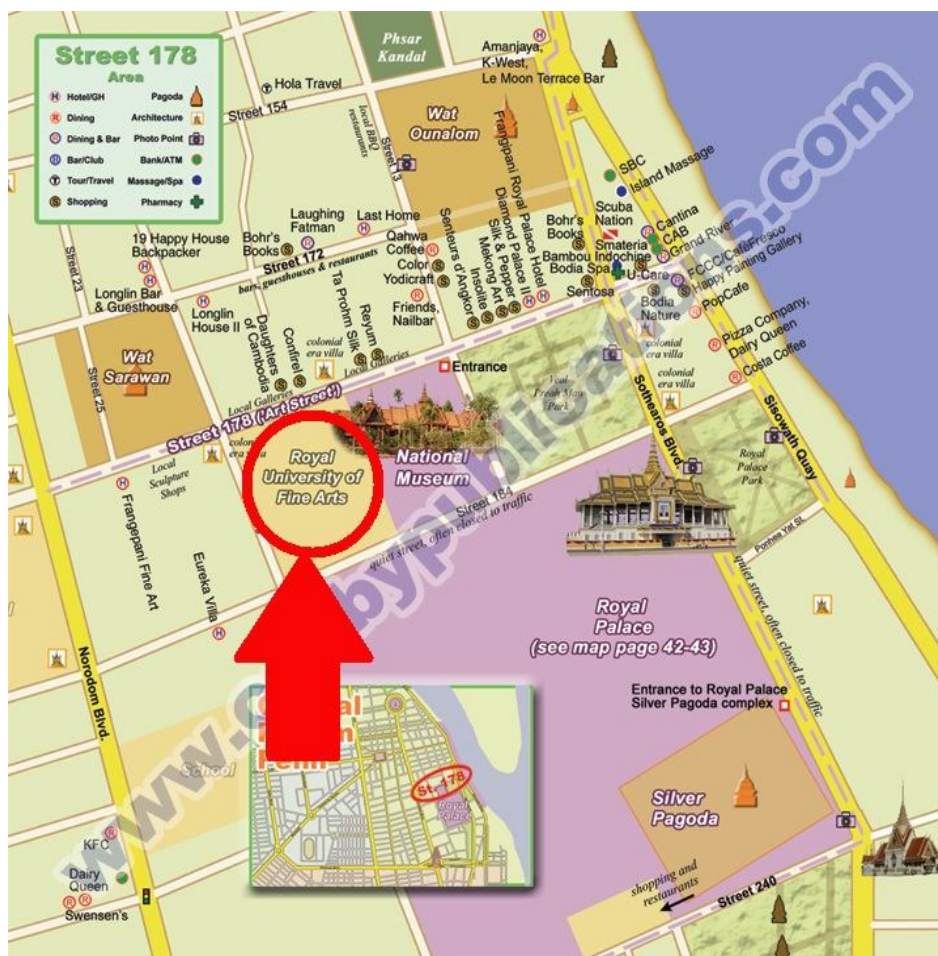 Street 178
Area
Hotel/GH
Pagoda
Dining
Architecture
Dining & Bar
Photo Point
Bar/Club
Bank/ATM
Tour/Travel
Massage/Spa
Shopping
Pharmacy
Phsar
Kandal
Amanjaya,
K-West,
Le Moon Terrace Bar
Hola Travel
Street 154
local BBQ
restaurants
Street 13
Wat
Ounalom
Frangipani Royal Palace Hotel
Diamond Palace II
Silk & Pepper
Mekong Art
Insolite
Senteurs d'Angkor
SBC
Island Massage
Scuba
Nation
Cantina
CAB
Grand River
FCCC/CaféFresco
Happy Painting Gallery
Bohr's
Books
Smateria
Bambou Indochine
Bodia Spa
U-Care
Sentosa
Bodia
Nature
PopCafe
Pizza Company,
Dairy Queen
Costa Coffee
19 Happy House
Backpacker
Bohr's
Books
Laughing
Fatman
Last Home
Street 172
bars, guesthouses & restaurants
Qahwa
Coffee
Color
Yodicraft
Friends,
Nailbar
Street 23
Longlin Bar
& Guesthouse
Longlin
House II
Daughters
of Cambodia
Confirel
colonial
era villa
Ta Prohm Silk
Reyum
Local Galleries
Local Galleries
Entrance
Veal
Preah Man
Park
colonial
era villa
colonial
era villa
Wat
Sarawan
Street 25
Street 178 ('Art Street')
Sothearos Blvd.
Sisowath Quay
Royal
Palace
Park
Local
Sculpture
Shops
colonial
era villa
Royal
University of
Fine Arts
National
Museum
Street 184
quiet street, often closed to traffic
Ponhea Yat St.
Frangepani Fine Art
Eureka Villa
Norodom Blvd.
Royal
Palace
(see map page 42-43)
quiet street, often closed to traffic
Entrance to Royal Palace
Silver Pagoda complex
School
St. 178
Royal
Palace
Silver
Pagoda
KFC
Dairy
Queen
Swensen's
shopping and
restaurants
Street 240